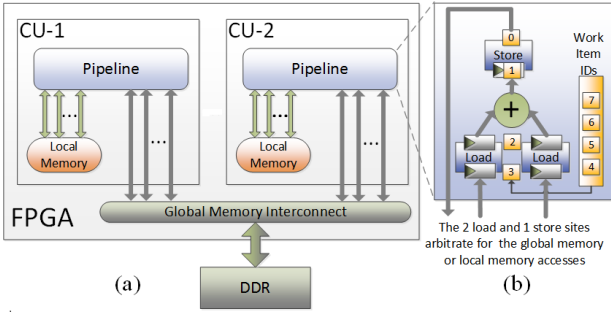 CU-1
Pipeline
...
Local
Memory
...
CU-2
Pipeline
...
Local
Memory
...
FPGA
Global Memory Interconnect
DDR
(a)
0
Store
1
+
Work
Item
IDs
7
6
5
4
2
Load
Load
3
The 2 load and 1 store sites
arbitrate for the global memory
or local memory accesses
(b)